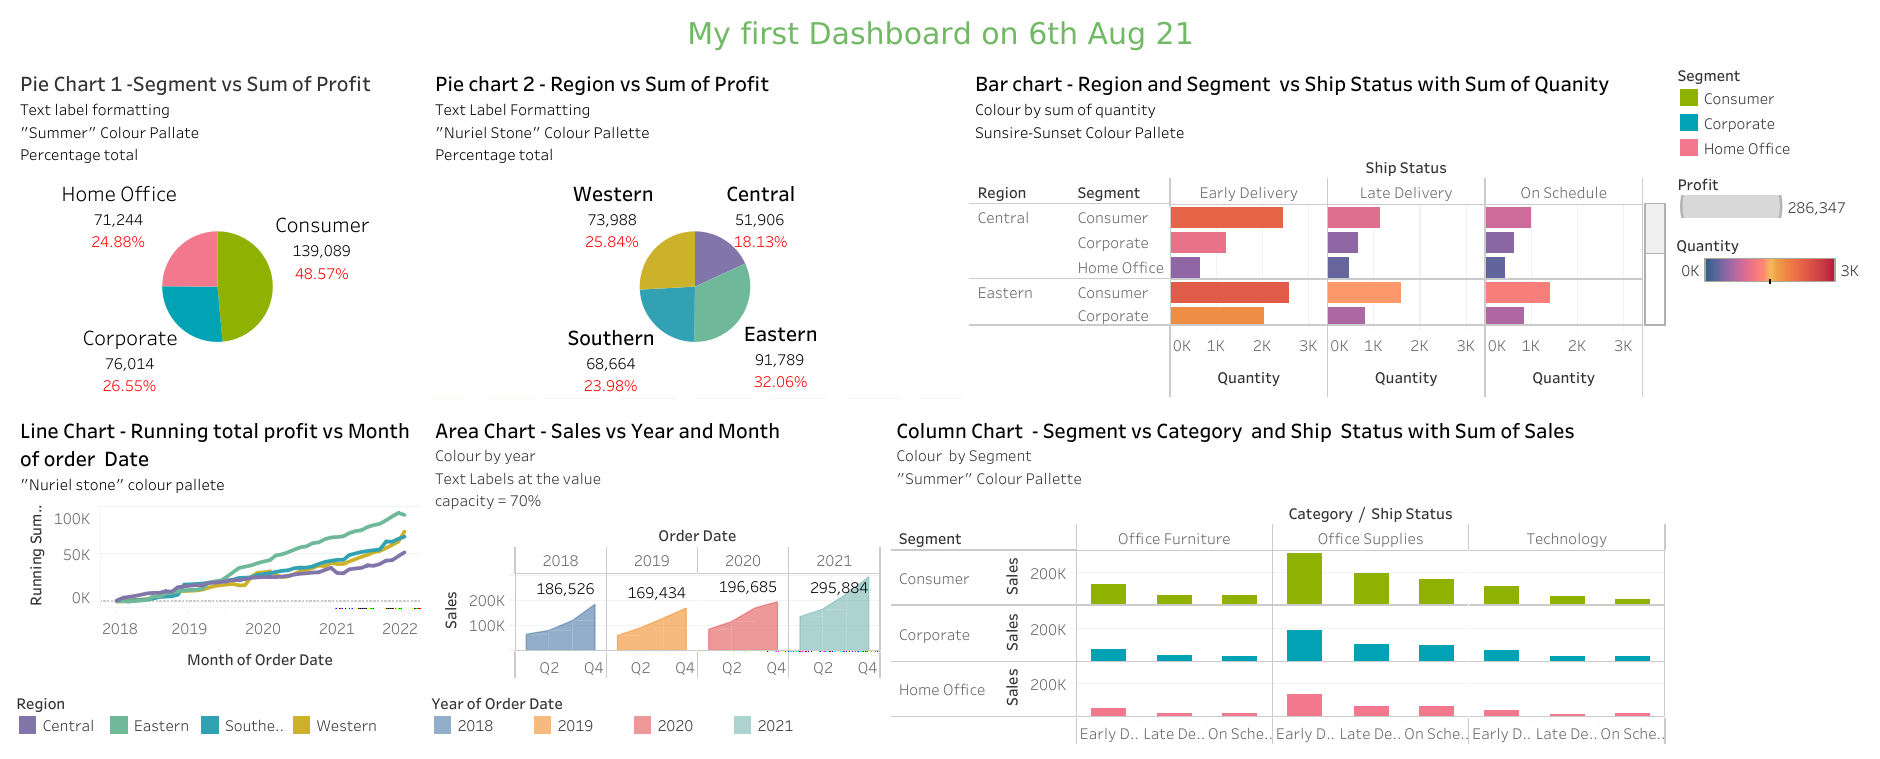 My first Dashboard on 6th Aug 21
Pie Chart 1 -Segment vs Sum of Profit
Text label formatting
"Summer" Colour Pallate
Percentage total
Home Office
71,244
24.88%
Consumer
139,089
48.57%
Corporate
76,014
26.55%
Pie chart 2 - Region vs Sum of Profit
Text Label Formatting
"Nuriel Stone" Colour Pallette
Percentage total
Western
73,988
25.84%
Central
51,906
18.13%
Southern
68,664
23.98%
Eastern
91,789
32.06%
Bar chart - Region and Segment  vs Ship Status with Sum of Quanity
Colour by sum of quantity
Sunsire-Sunset Colour Pallete
Ship Status
Region Segment Early Delivery Late Delivery On Schedule
Central Consumer
Corporate
Home Office
Eastern Consumer
Corporate
0K 1K 2K 3K 0K 1K 2K 3K 0K 1K 2K 3K
Quantity Quantity Quantity
Segment
Consumer
Corporate
Home Office
Profit
286,347
Quantity
0K 3K
Line Chart - Running total profit vs Month
of order  Date
"Nuriel stone" colour pallete
Running Sum..
100K
50K
0K
2018 2019 2020 2021 2022
Month of Order Date
Region
Central Eastern Southe.. Western
Area Chart - Sales vs Year and Month
Colour by year
Text Labels at the value
capacity = 70%
Order Date
2018 2019 2020 2021
186,526 169,434 196,685 295,884
Sales
200K
100K
Q2 Q4 Q2 Q4 Q2 Q4 Q2 Q4
Year of Order Date
2018 2019 2020 2021
Column Chart  - Segment vs Category  and Ship  Status with Sum of Sales
Colour  by Segment
"Summer" Colour Pallette
Category / Ship Status
Segment Office Furniture Office Supplies Technology
Consumer Sales 200K
Corporate Sales 200K
Home Office Sales 200K
Early D.. Late De.. On Sche.. Early D.. Late De.. On Sche.. Early D.. Late De.. On Sche..